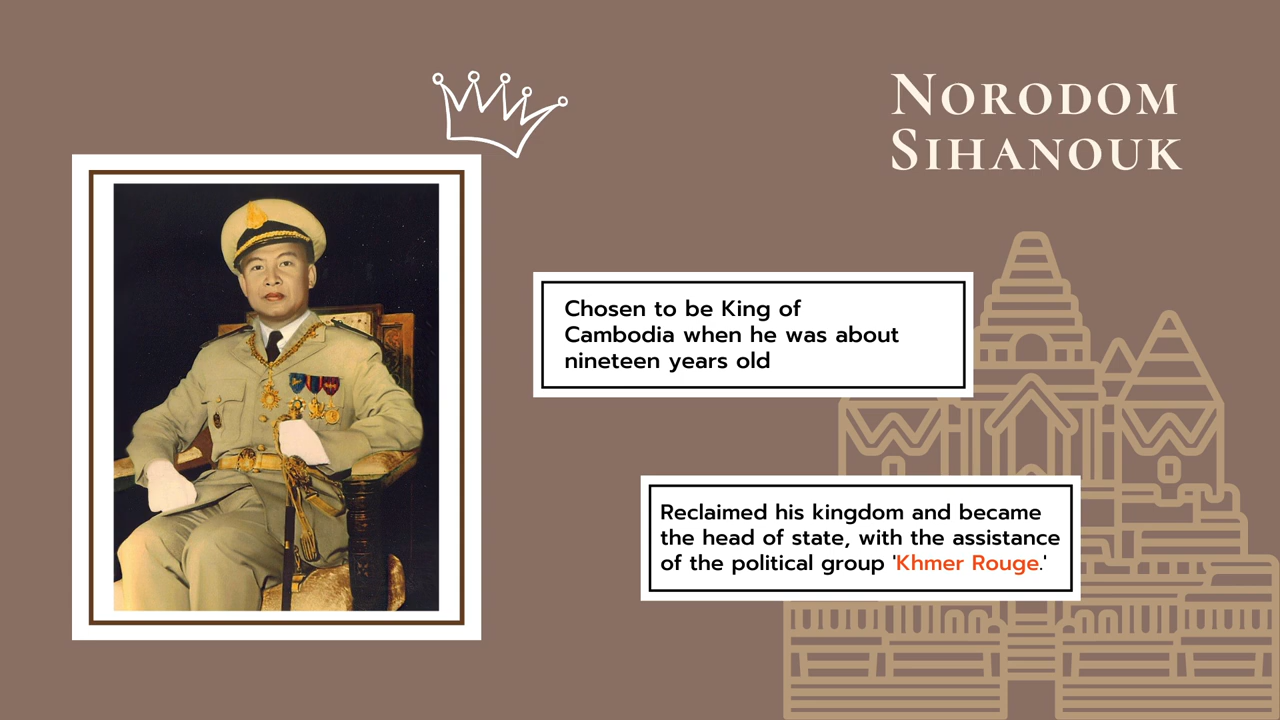 Norodom
Sihanouk
Chosen to be King of
Cambodia when he was about
nineteen years old
Reclaimed his kingdom and became
the head of state, with the assistance
of the political group 'Khmer Rouge.'